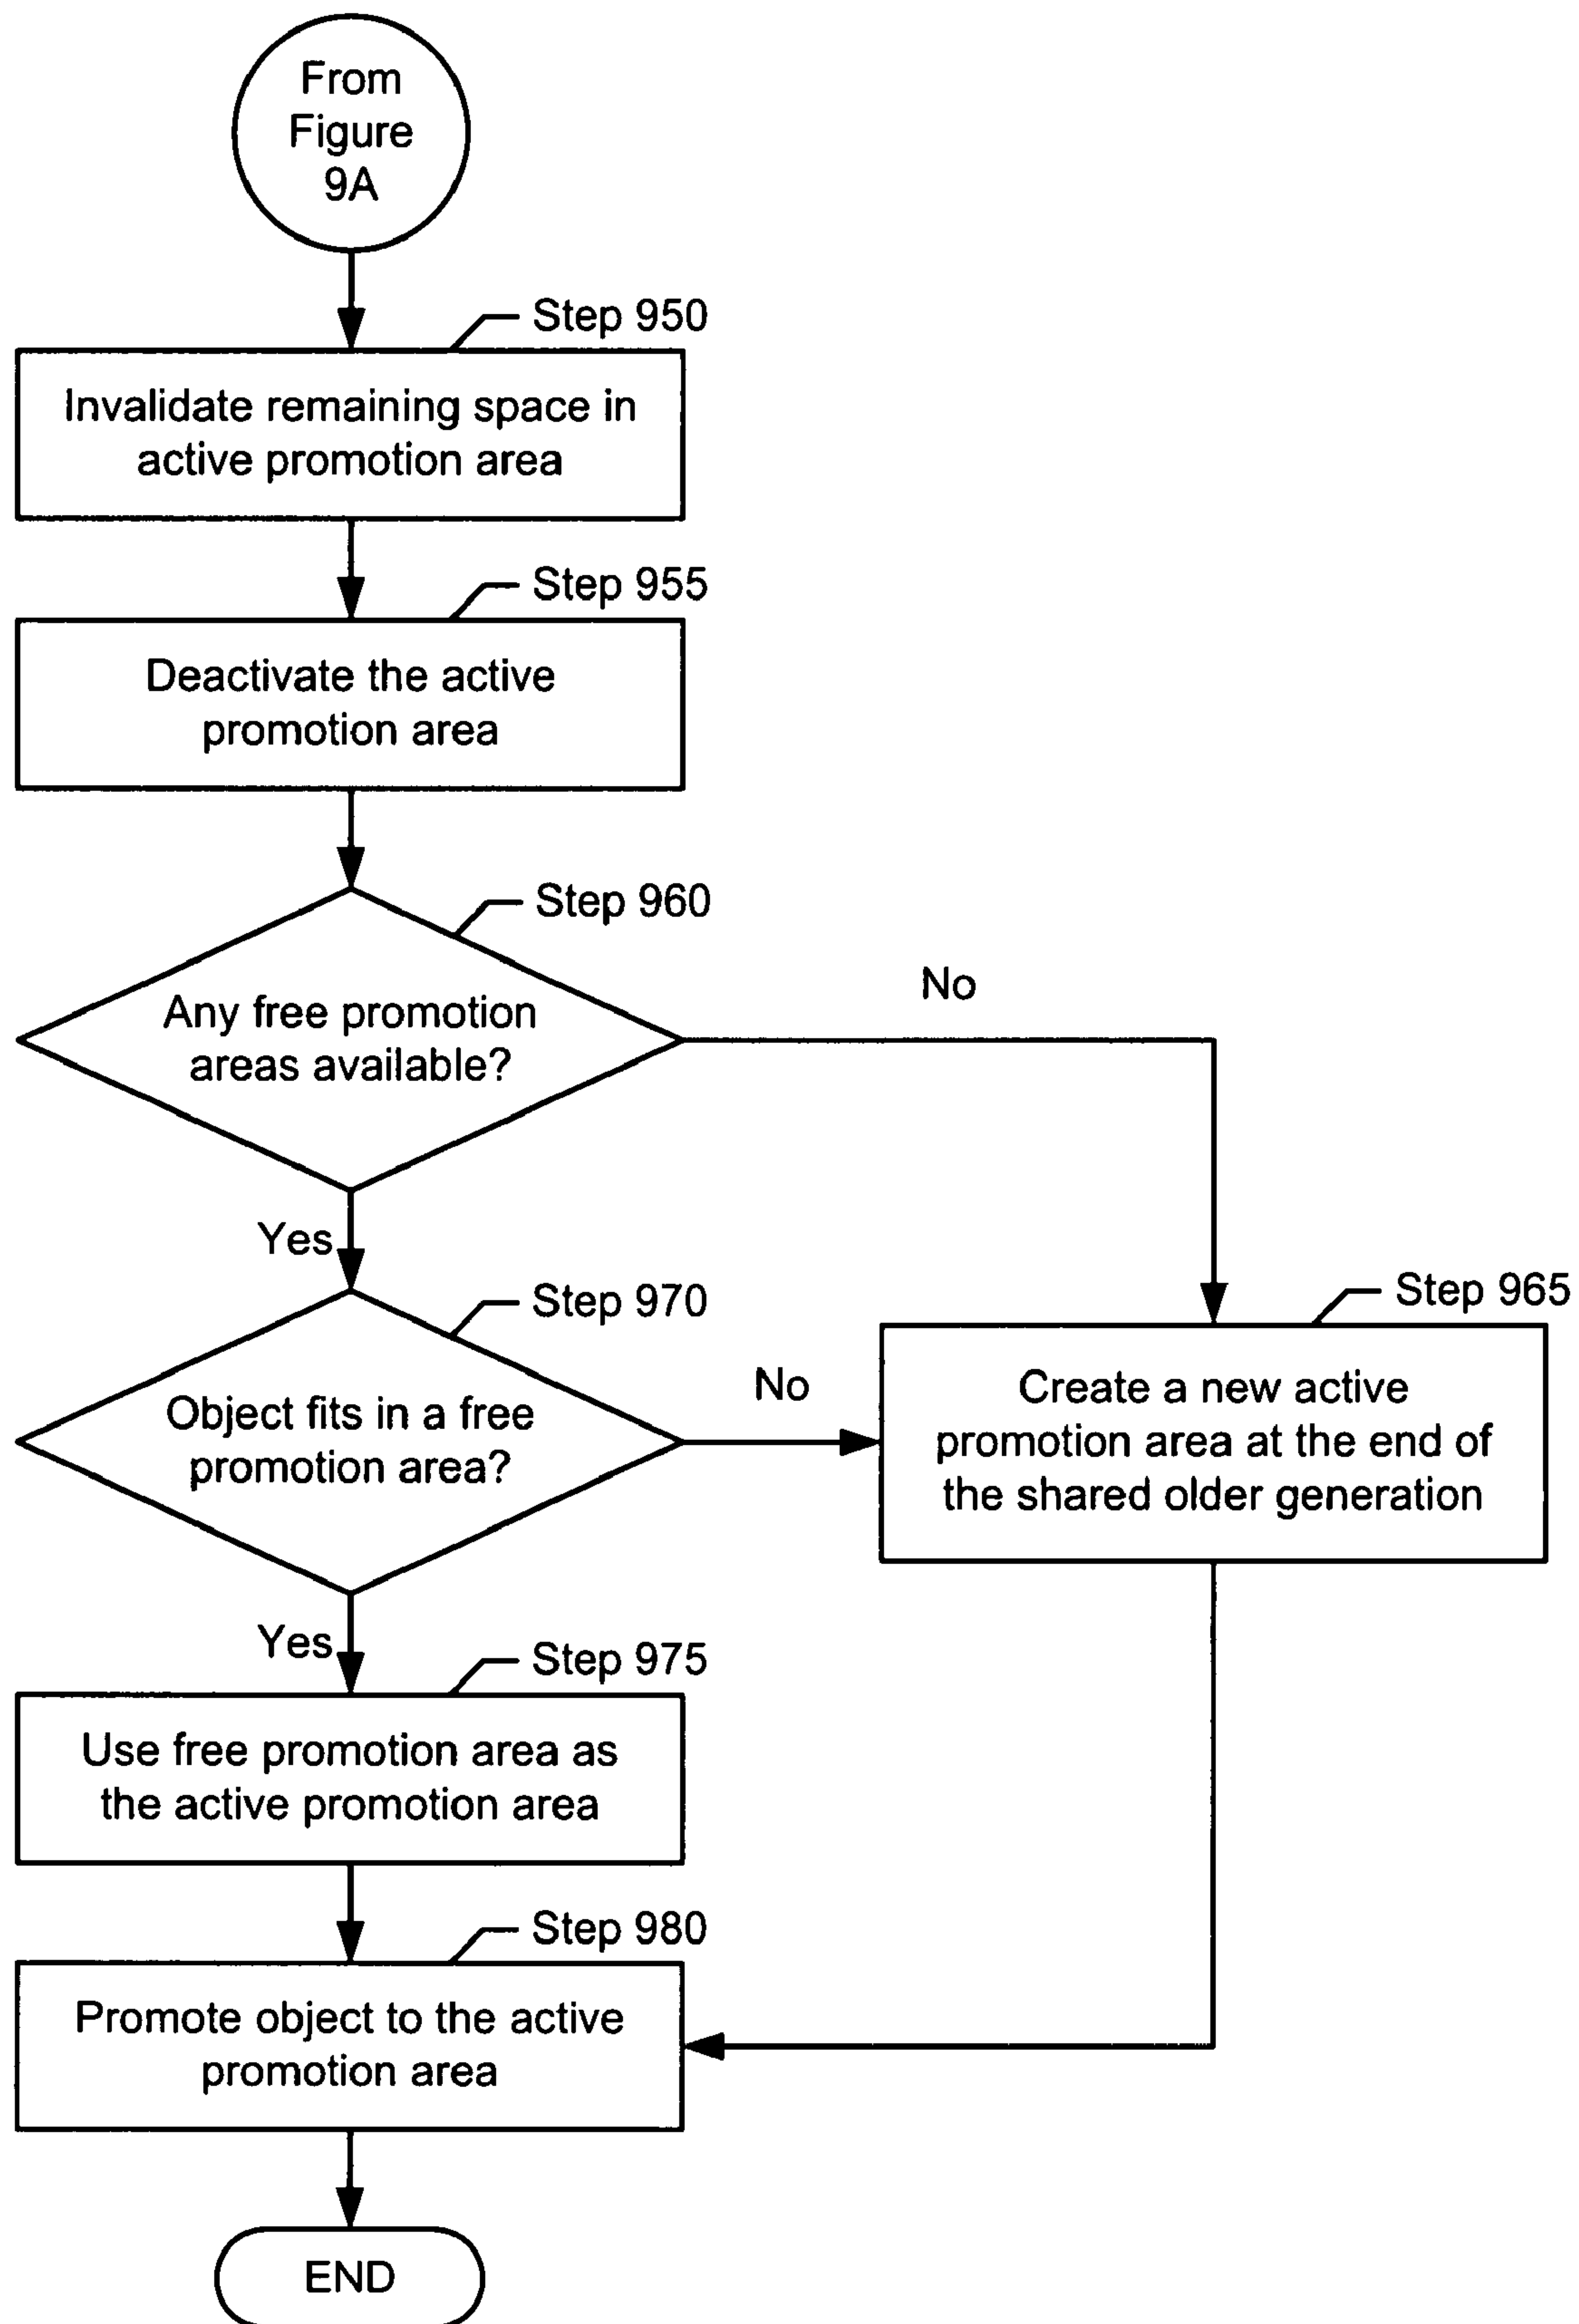 From
Figure
9A
Step 950
Invalidate remaining space in
active promotion area
Step 955
Deactivate the active
promotion area
Step 960
Any free promotion
areas available?
No
Yes
Step 970
Object fits in a free
promotion area?
No
Step 965
Create a new active
promotion area at the end of
the shared older generation
Yes
Step 975
Use free promotion area as
the active promotion area
Step 980
Promote object to the active
promotion area
END